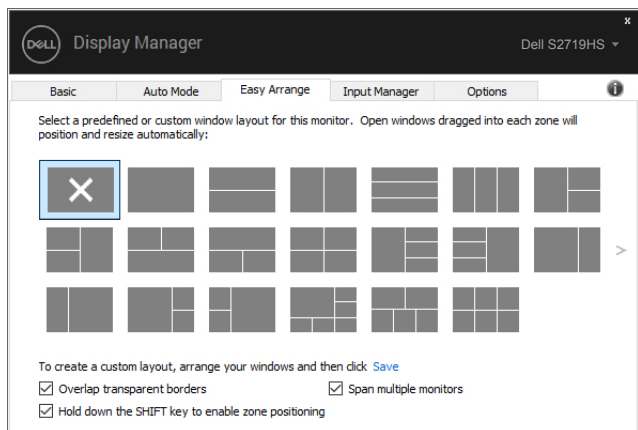 x
DELL Display Manager Dell S2719HS
Basic Auto Mode Easy Arrange Input Manager Options
Select a predefined or custom window layout for this monitor. Open windows dragged into each zone will
position and resize automatically:
To create a custom layout, arrange your windows and then click Save
Overlap transparent borders Span multiple monitors
Hold down the SHIFT key to enable zone positioning